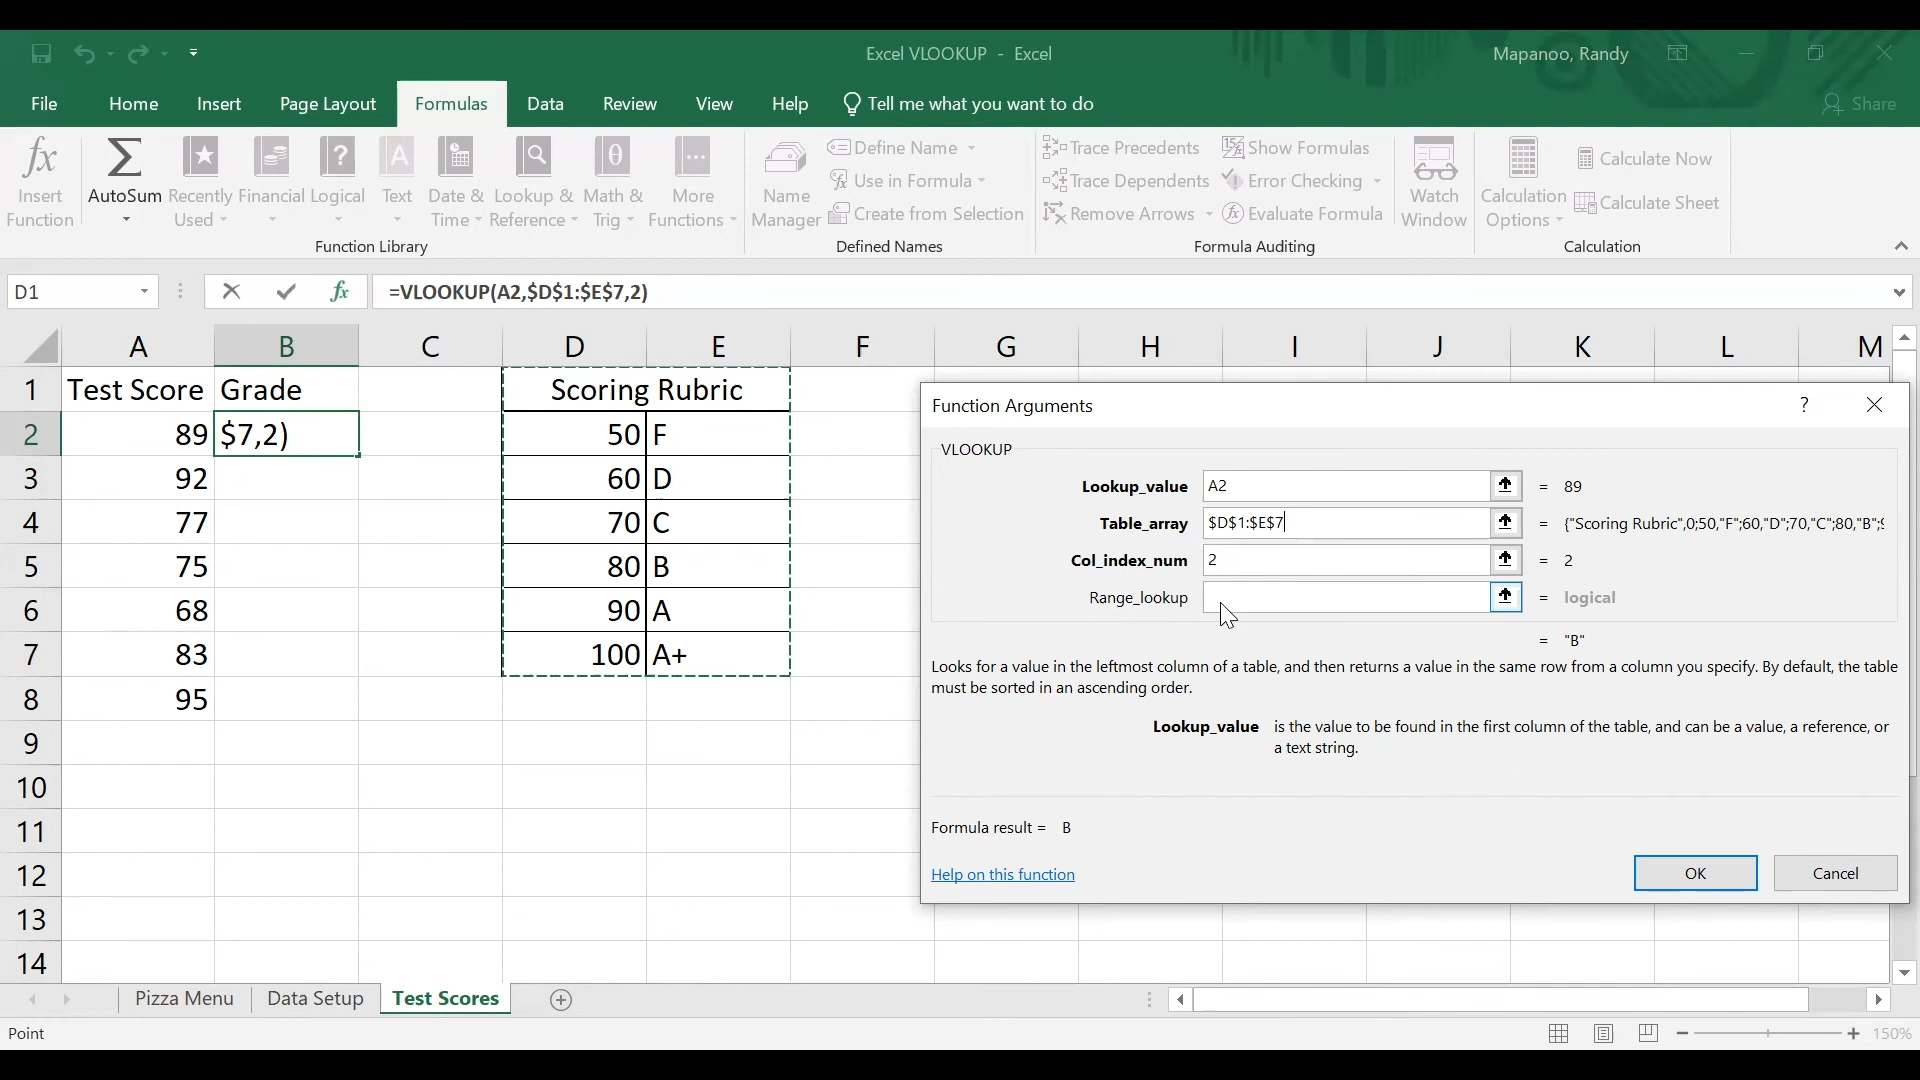 Excel VLOOKUP - Excel
Mapanoo, Randy
File Home Insert Page Layout Formulas Data Review View Help Tell me what you want to do Share
Insert Function
AutoSum
Recently Used
Financial
Logical
Text
Date & Time
Lookup & Reference
Math & Trig
More Functions
Function Library
Name Manager
Define Name
Use in Formula
Create from Selection
Defined Names
Trace Precedents
Trace Dependents
Remove Arrows
Show Formulas
Error Checking
Evaluate Formula
Formula Auditing
Watch Window
Calculation Options
Calculate Now
Calculate Sheet
Calculation
D1 fx =VLOOKUP(A2,$D$1:$E$7,2)
A B C D E F G H I J K L M
1 Test Score Grade Scoring Rubric
2 89 $7,2) 50 F
3 92 60 D
4 77 70 C
5 75 80 B
6 68 90 A
7 83 100 A+
8 95
9
10
11
12
13
14
Function Arguments ?
VLOOKUP
Lookup_value A2 = 89
Table_array $D$1:$E$7 = {"Scoring Rubric",0;50,"F";60,"D";70,"C";80,"B";9
Col_index_num 2 = 2
Range_lookup = logical
= "B"
Looks for a value in the leftmost column of a table, and then returns a value in the same row from a column you specify. By default, the table
must be sorted in an ascending order.
Lookup_value is the value to be found in the first column of the table, and can be a value, a reference, or
a text string.
Formula result = B
Help on this function
OK Cancel
Pizza Menu Data Setup Test Scores
Point
150%